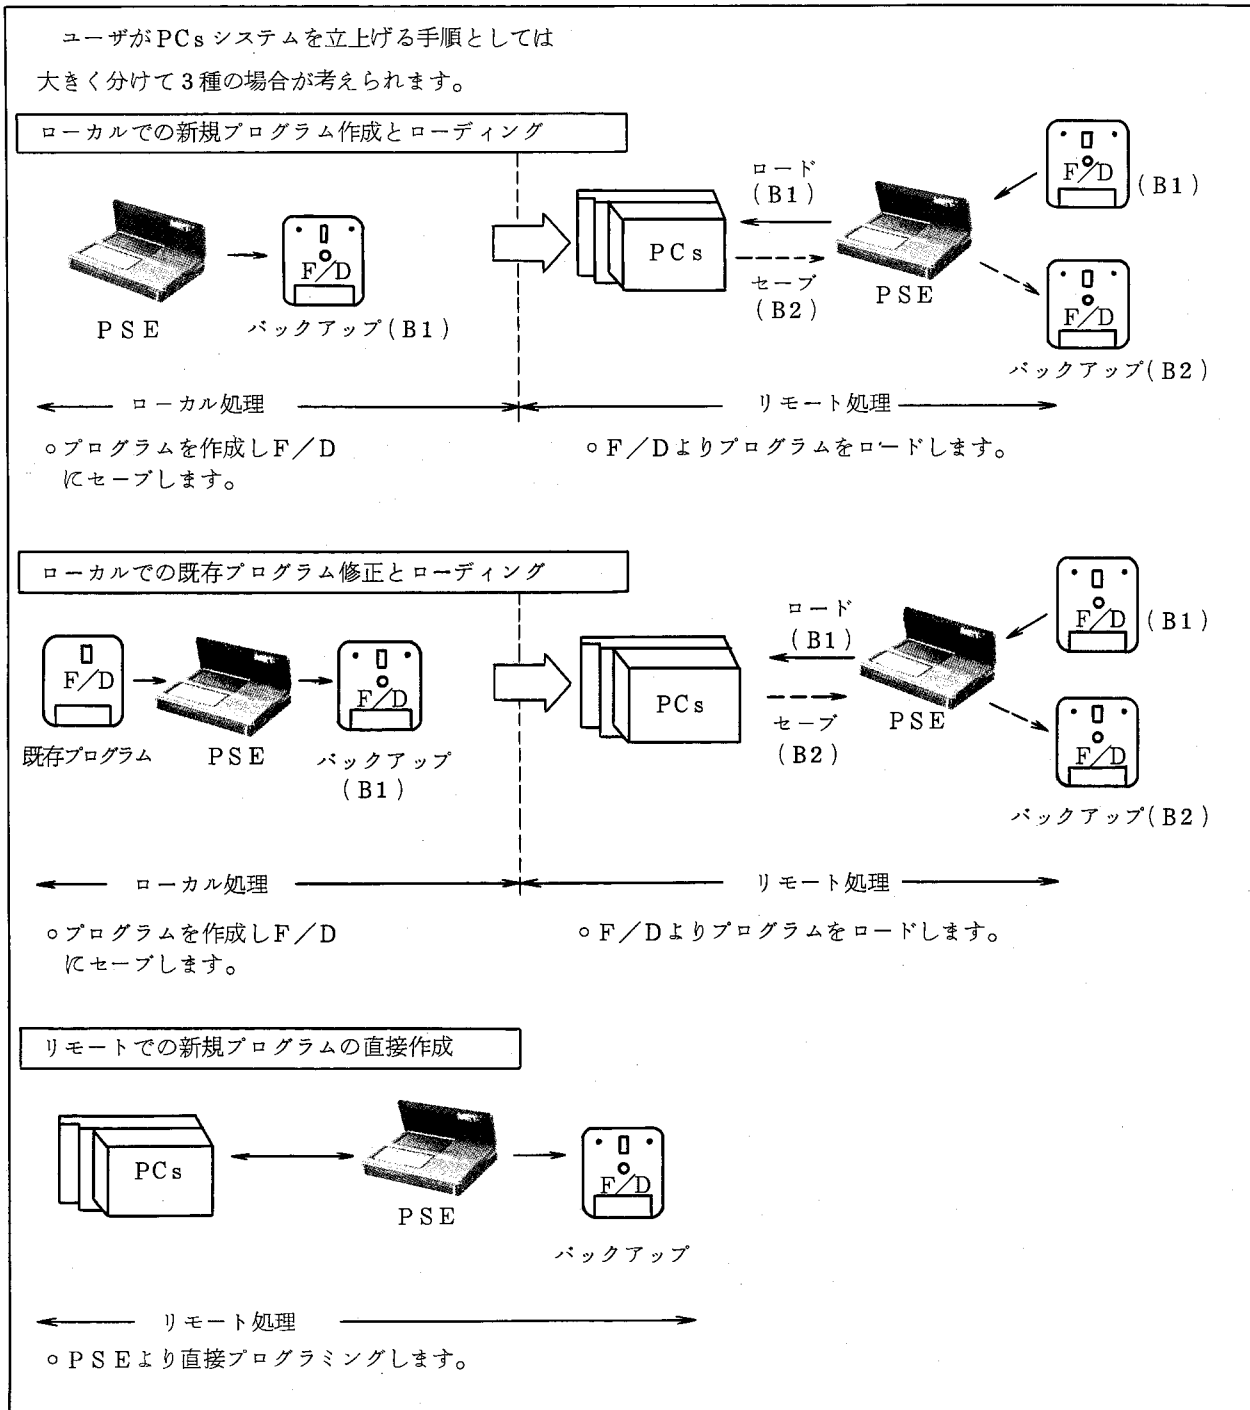 ユーザがPCsシステムを立上げる手順としては
大きく分けて3種の場合が考えられます。
ローカルでの新規プログラム作成とローディング
PSE
F/D
バックアップ(B1)
PCs
ロード
(B1)
セーブ
(B2)
PSE
F/D
(B1)
F/D
バックアップ(B2)
ローカル処理
リモート処理
○プログラムを作成しF/D
にセーブします。
○F/Dよりプログラムをロードします。
ローカルでの既存プログラム修正とローディング
F/D
既存プログラム
PSE
F/D
バックアップ
(B1)
PCs
ロード
(B1)
セーブ
(B2)
PSE
F/D
(B1)
F/D
バックアップ(B2)
ローカル処理
リモート処理
○プログラムを作成しF/D
にセーブします。
○F/Dよりプログラムをロードします。
リモートでの新規プログラムの直接作成
PCs
PSE
F/D
バックアップ
リモート処理
○PSEより直接プログラミングします。